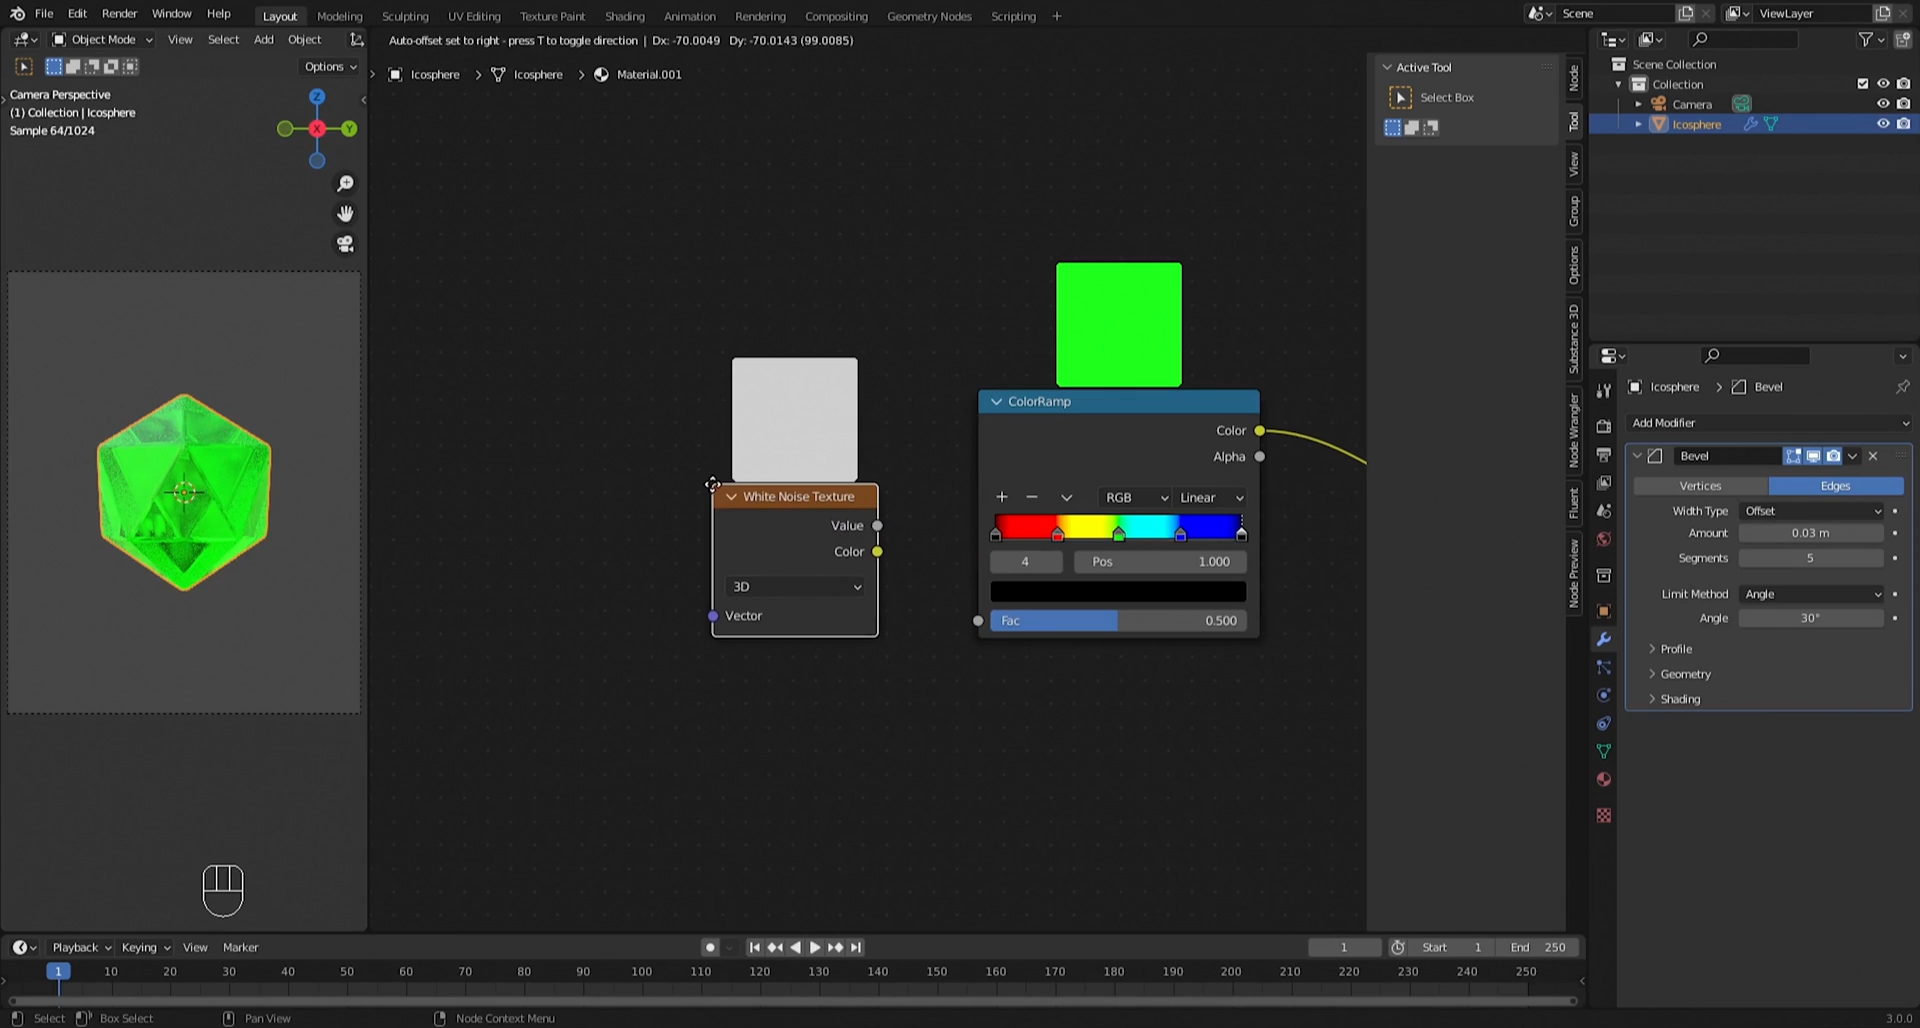 File Edit Render Window Help Layout Modeling Sculpting UV Editing Texture Paint Shading Animation Rendering Compositing Geometry Nodes Scripting + Scene ViewLayer
Object Mode View Select Add Object
Auto-offset set to right - press T to toggle direction | Dx: -70.0049 Dy: -70.0143 (99.0085)
Options
Icosphere > Icosphere > Material.001
Camera Perspective
(1) Collection | Icosphere
Sample 64/1024
Z
X
Y
White Noise Texture
Value
Color
3D
Vector
ColorRamp
Color
Alpha
RGB Linear
4 Pos 1.000
Fac 0.500
Active Tool
Select Box
Node
Tool
View
Group
Options
Substance 3D
Node Wrangler
Fluent
Node Preview
Scene Collection
Collection
Camera
Icosphere
Icosphere > Bevel
Add Modifier
Bevel
Vertices Edges
Width Type Offset
Amount 0.03 m
Segments 5
Limit Method Angle
Angle 30°
Profile
Geometry
Shading
Playback Keying View Marker 1 Start 1 End 250
1 10 20 30 40 50 60 70 80 90 100 110 120 130 140 150 160 170 180 190 200 210 220 230 240 250
Select Box Select Pan View Node Context Menu 3.0.0